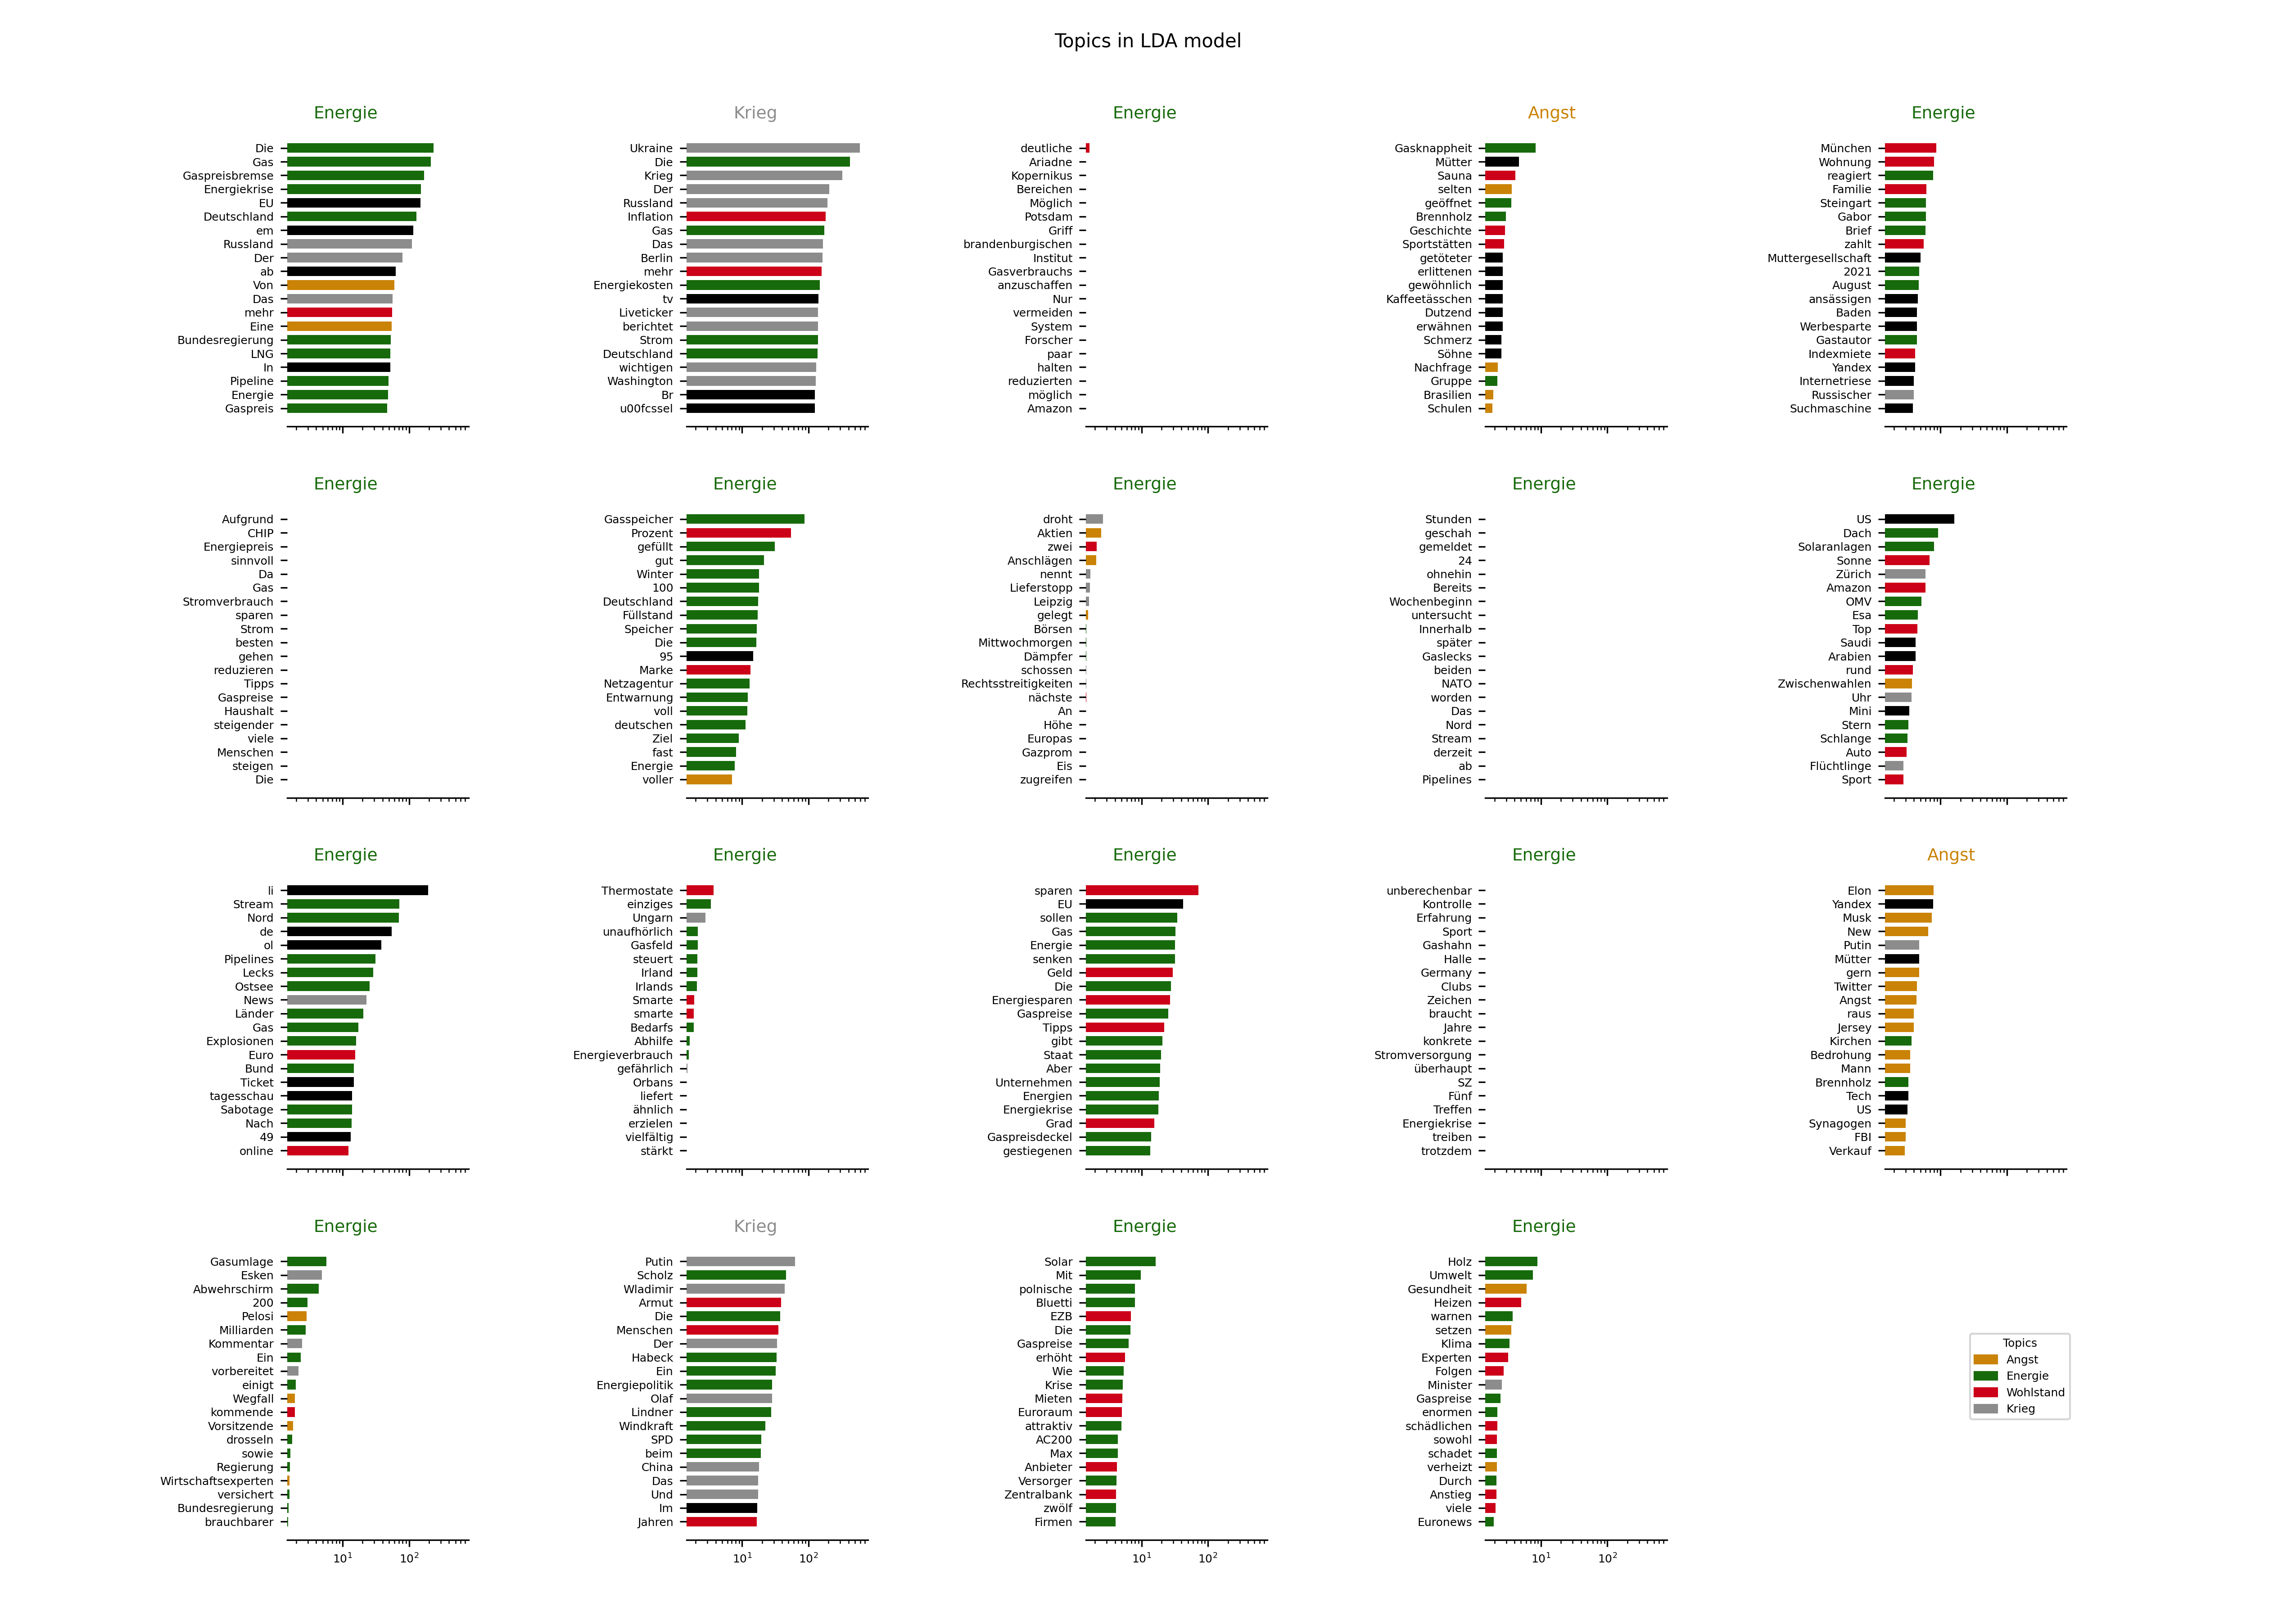 Topics in LDA model
Energie
Die
Gas
Gaspreisbremse
Energiekrise
EU
Deutschland
em
Russland
Der
ab
Von
Das
mehr
Eine
Bundesregierung
LNG
In
Pipeline
Energie
Gaspreis
Krieg
Ukraine
Die
Krieg
Der
Russland
Inflation
Gas
Das
Berlin
mehr
Energiekosten
tv
Liveticker
berichtet
Strom
Deutschland
wichtigen
Washington
Br
u00fcssel
Energie
deutliche
Ariadne
Kopernikus
Bereichen
Möglich
Potsdam
Griff
brandenburgischen
Institut
Gasverbrauchs
anzuschaffen
Nur
vermeiden
System
Forscher
paar
halten
reduzierten
möglich
Amazon
Angst
Gasknappheit
Mütter
Sauna
selten
geöffnet
Brennholz
Geschichte
Sportstätten
getöteter
erlittenen
gewöhnlich
Kaffeetässchen
Dutzend
erwähnen
Schmerz
Söhne
Nachfrage
Gruppe
Brasilien
Schulen
Energie
München
Wohnung
reagiert
Familie
Steingart
Gabor
Brief
zahlt
Muttergesellschaft
2021
August
ansässigen
Baden
Werbesparte
Gastautor
Indexmiete
Yandex
Internetriese
Russischer
Suchmaschine
Energie
Aufgrund
CHIP
Energiepreis
sinnvoll
Da
Gas
Stromverbrauch
sparen
Strom
besten
gehen
reduzieren
Tipps
Gaspreise
Haushalt
steigender
viele
Menschen
steigen
Die
Energie
Gasspeicher
Prozent
gefüllt
gut
Winter
100
Deutschland
Füllstand
Speicher
Die
95
Marke
Netzagentur
Entwarnung
voll
deutschen
Ziel
fast
Energie
voller
Energie
droht
Aktien
zwei
Anschlägen
nennt
Lieferstopp
Leipzig
gelegt
Börsen
Mittwochmorgen
Dämpfer
schossen
Rechtsstreitigkeiten
nächste
An
Höhe
Europas
Gazprom
Eis
zugreifen
Energie
Stunden
geschah
gemeldet
24
ohnehin
Bereits
Wochenbeginn
untersucht
Innerhalb
später
Gaslecks
beiden
NATO
worden
Das
Nord
Stream
derzeit
ab
Pipelines
Energie
US
Dach
Solaranlagen
Sonne
Zürich
Amazon
OMV
Esa
Top
Saudi
Arabien
rund
Zwischenwahlen
Uhr
Mini
Stern
Schlange
Auto
Flüchtlinge
Sport
Energie
li
Stream
Nord
de
ol
Pipelines
Lecks
Ostsee
News
Länder
Gas
Explosionen
Euro
Bund
Ticket
tagesschau
Sabotage
Nach
49
online
Energie
Thermostate
einziges
Ungarn
unaufhörlich
Gasfeld
steuert
Irland
Irlands
Smarte
smarte
Bedarfs
Abhilfe
Energieverbrauch
gefährlich
Orbans
liefert
ähnlich
erzielen
vielfältig
stärkt
Energie
sparen
EU
sollen
Gas
Energie
senken
Geld
Die
Energiesparen
Gaspreise
Tipps
gibt
Staat
Aber
Unternehmen
Energien
Energiekrise
Grad
Gaspreisdeckel
gestiegenen
Energie
unberechenbar
Kontrolle
Erfahrung
Sport
Gashahn
Halle
Germany
Clubs
Zeichen
braucht
Jahre
konkrete
Stromversorgung
überhaupt
SZ
Fünf
Treffen
Energiekrise
treiben
trotzdem
Angst
Elon
Yandex
Musk
New
Putin
Mütter
gern
Twitter
Angst
raus
Jersey
Kirchen
Bedrohung
Mann
Brennholz
Tech
US
Synagogen
FBI
Verkauf
Energie
Gasumlage
Esken
Abwehrschirm
200
Pelosi
Milliarden
Kommentar
Ein
vorbereitet
einigt
Wegfall
kommende
Vorsitzende
drosseln
sowie
Regierung
Wirtschaftsexperten
versichert
Bundesregierung
brauchbarer
10¹ 10²
Krieg
Putin
Scholz
Wladimir
Armut
Die
Menschen
Der
Habeck
Ein
Energiepolitik
Olaf
Lindner
Windkraft
SPD
beim
China
Das
Und
Im
Jahren
10¹ 10²
Energie
Solar
Mit
polnische
Bluetti
EZB
Die
Gaspreise
erhöht
Wie
Krise
Mieten
Euroraum
attraktiv
AC200
Max
Anbieter
Versorger
Zentralbank
zwölf
Firmen
10¹ 10²
Energie
Holz
Umwelt
Gesundheit
Heizen
warnen
setzen
Klima
Experten
Folgen
Minister
Gaspreise
enormen
schädlichen
sowohl
schadet
verheizt
Durch
Anstieg
viele
Euronews
10¹ 10²
Topics
Angst
Energie
Wohlstand
Krieg